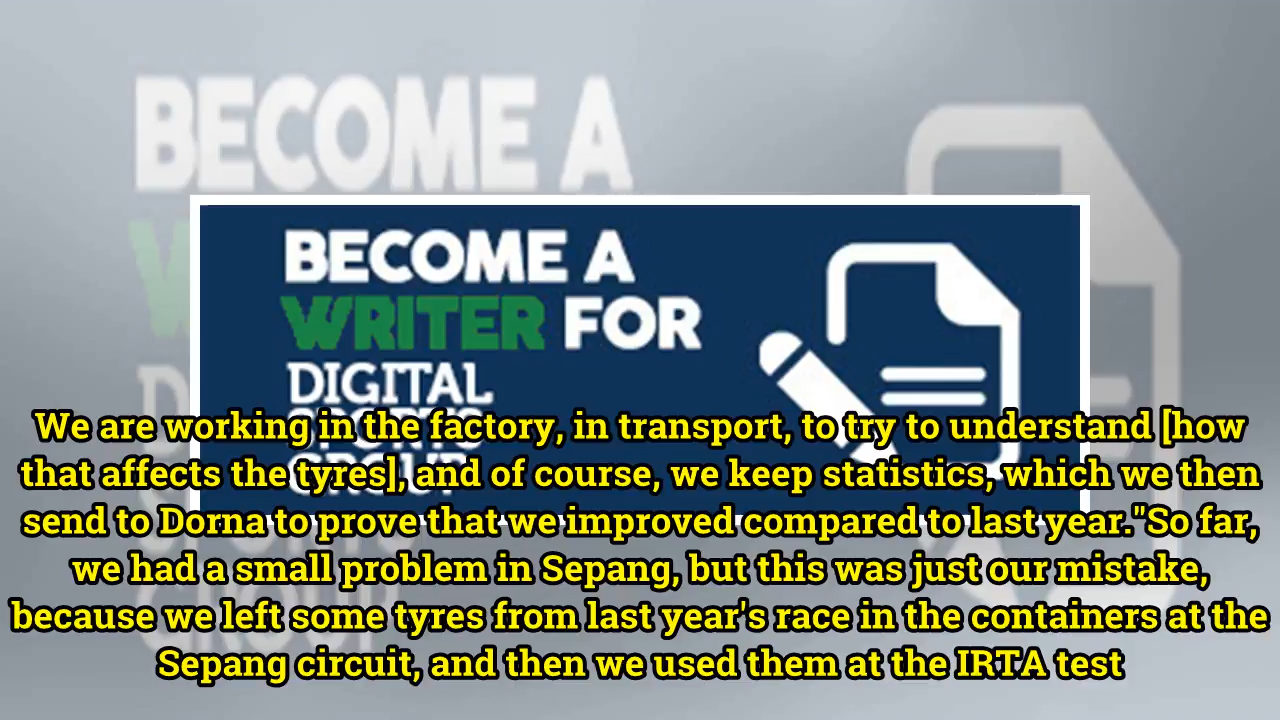 BECOME A
BECOME A
WRITER FOR
DIGITAL
SPORTS
GROUP
We are working in the factory, in transport, to try to understand [how
that affects the tyres], and of course, we keep statistics, which we then
send to Dorna to prove that we improved compared to last year."So far,
we had a small problem in Sepang, but this was just our mistake,
because we left some tyres from last year's race in the containers at the
Sepang circuit, and then we used them at the IRTA test